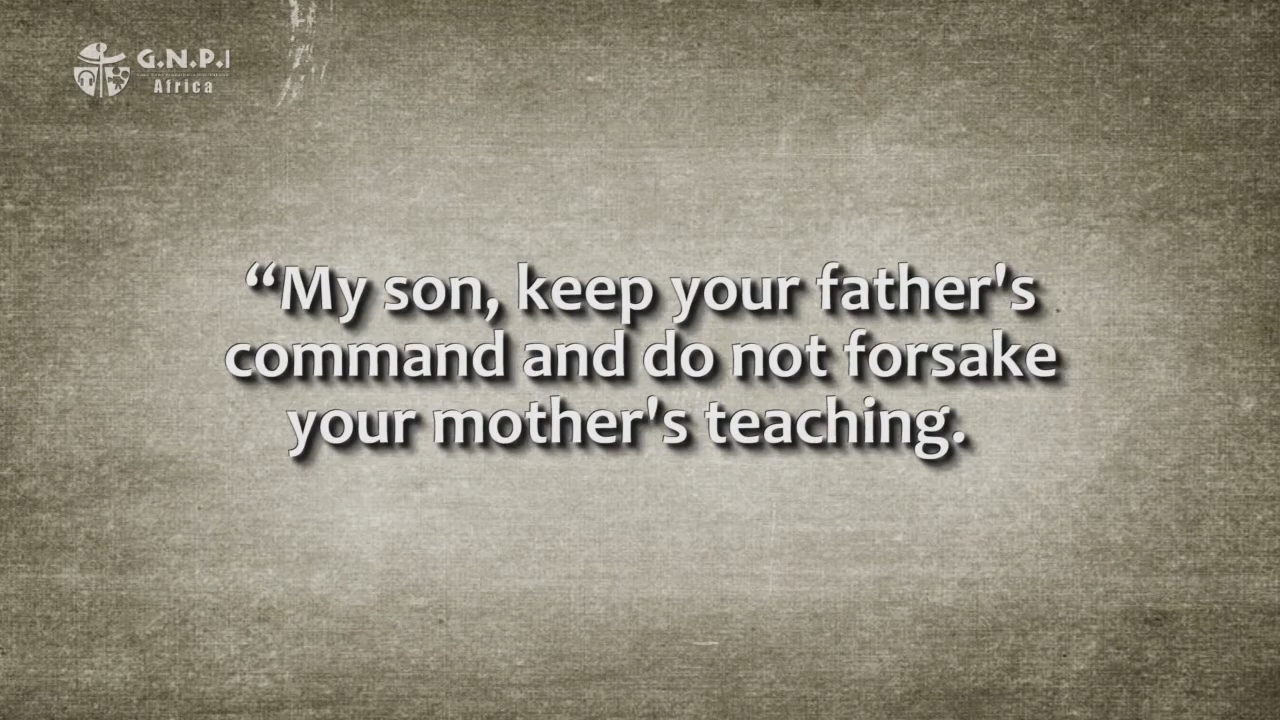 G.N.P.I
Africa
“My son, keep your father's
command and do not forsake
your mother's teaching.